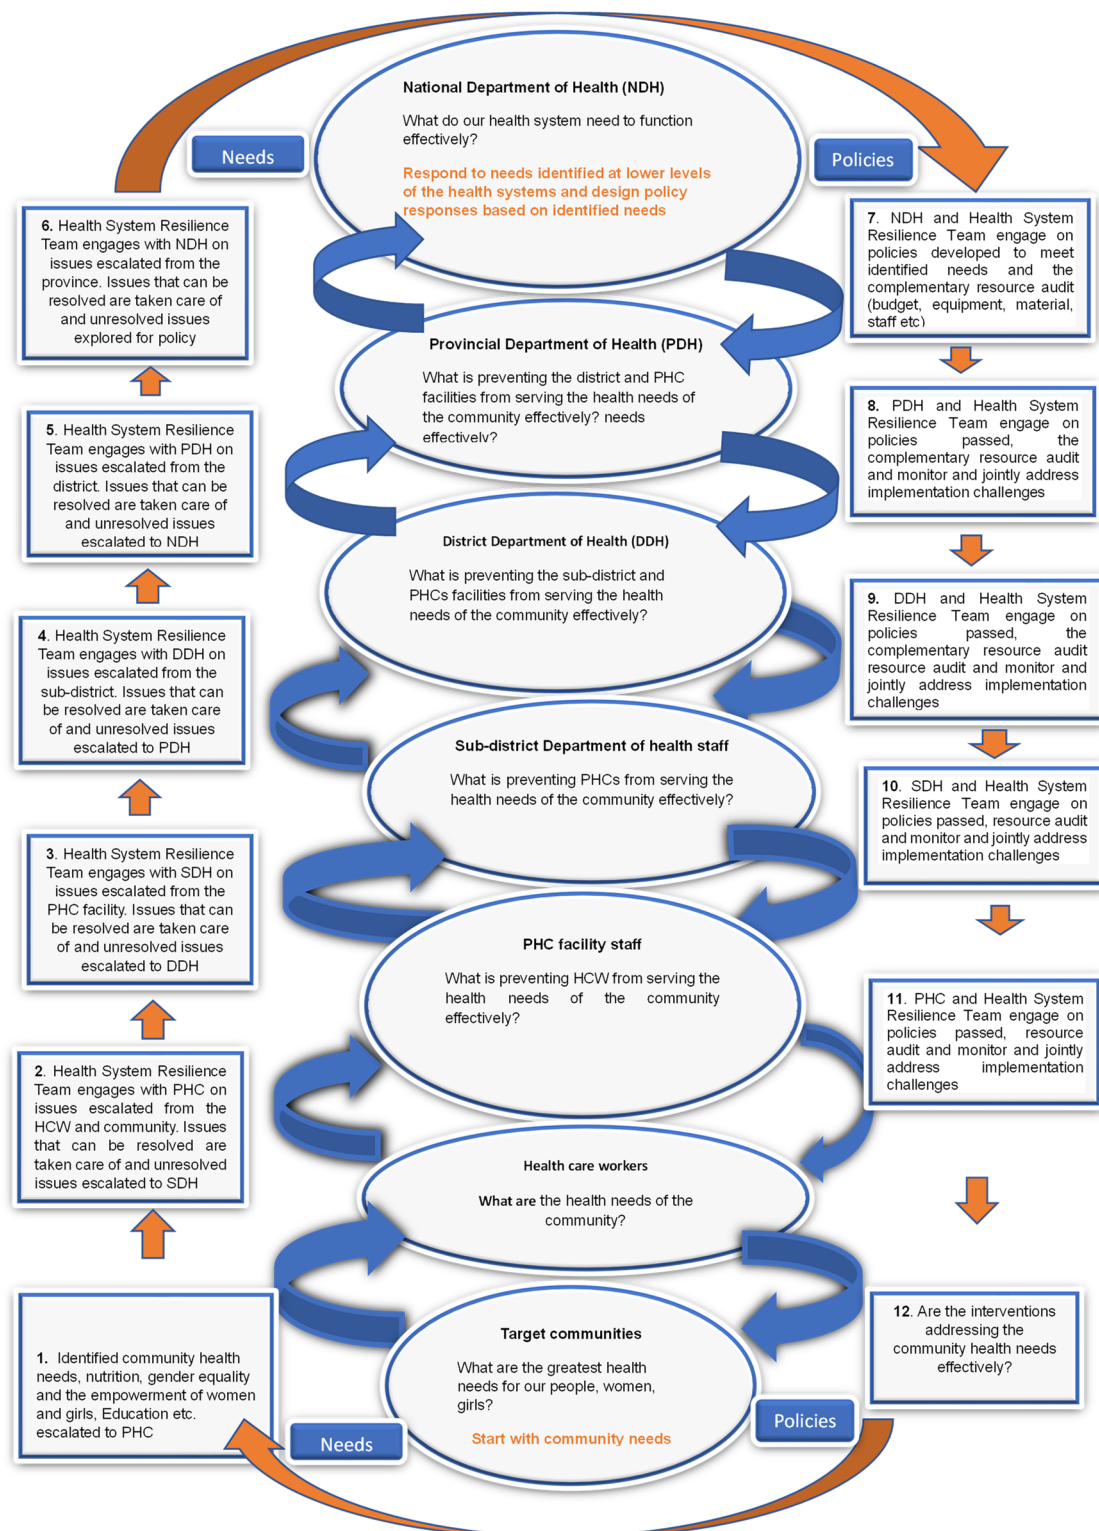 National Department of Health (NDH)
What do our health system need to function
effectively?
Respond to needs identified at lower levels
of the health systems and design policy
responses based on identified needs
Needs
Policies
6. Health System Resilience
Team engages with NDH on
issues escalated from the
province. Issues that can be
resolved are taken care of
and unresolved issues
explored for policy
7. NDH and Health System
Resilience Team engage on
policies developed to meet
identified needs and the
complementary resource audit
(budget, equipment, material,
staff etc)
Provincial Department of Health (PDH)
What is preventing the district and PHC
facilities from serving the health needs of
the community effectively? needs
effectively?
5. Health System Resilience
Team engages with PDH on
issues escalated from the
district. Issues that can be
resolved are taken care of
and unresolved issues
escalated to NDH
8. PDH and Health System
Resilience Team engage on
policies passed, the
complementary resource audit
and monitor and jointly address
implementation challenges
District Department of Health (DDH)
What is preventing the sub-district and
PHCs facilities from serving the health
needs of the community effectively?
4. Health System Resilience
Team engages with DDH on
issues escalated from the
sub-district. Issues that can
be resolved are taken care
of and unresolved issues
escalated to PDH
9. DDH and Health System
Resilience Team engage on
policies passed, the
complementary resource audit
resource audit and monitor and
jointly address implementation
challenges
Sub-district Department of health staff
What is preventing PHCs from serving the
health needs of the community effectively?
10. SDH and Health System
Resilience Team engage on
policies passed, resource audit
and monitor and jointly address
implementation challenges
3. Health System Resilience
Team engages with SDH on
issues escalated from the
PHC facility. Issues that can
be resolved are taken care
of and unresolved issues
escalated to DDH
PHC facility staff
What is preventing HCW from serving the
health needs of the community
effectively?
11. PHC and Health System
Resilience Team engage on
policies passed, resource
audit and monitor and jointly
address implementation
challenges
2. Health System Resilience
Team engages with PHC on
issues escalated from the
HCW and community. Issues
that can be resolved are
taken care of and unresolved
issues escalated to SDH
Health care workers
What are the health needs of the
community?
1. Identified community health
needs, nutrition, gender equality
and the empowerment of women
and girls, Education etc.
escalated to PHC
Target communities
What are the greatest health
needs for our people, women,
girls?
Start with community needs
12. Are the interventions
addressing the
community health needs
effectively?
Needs
Policies